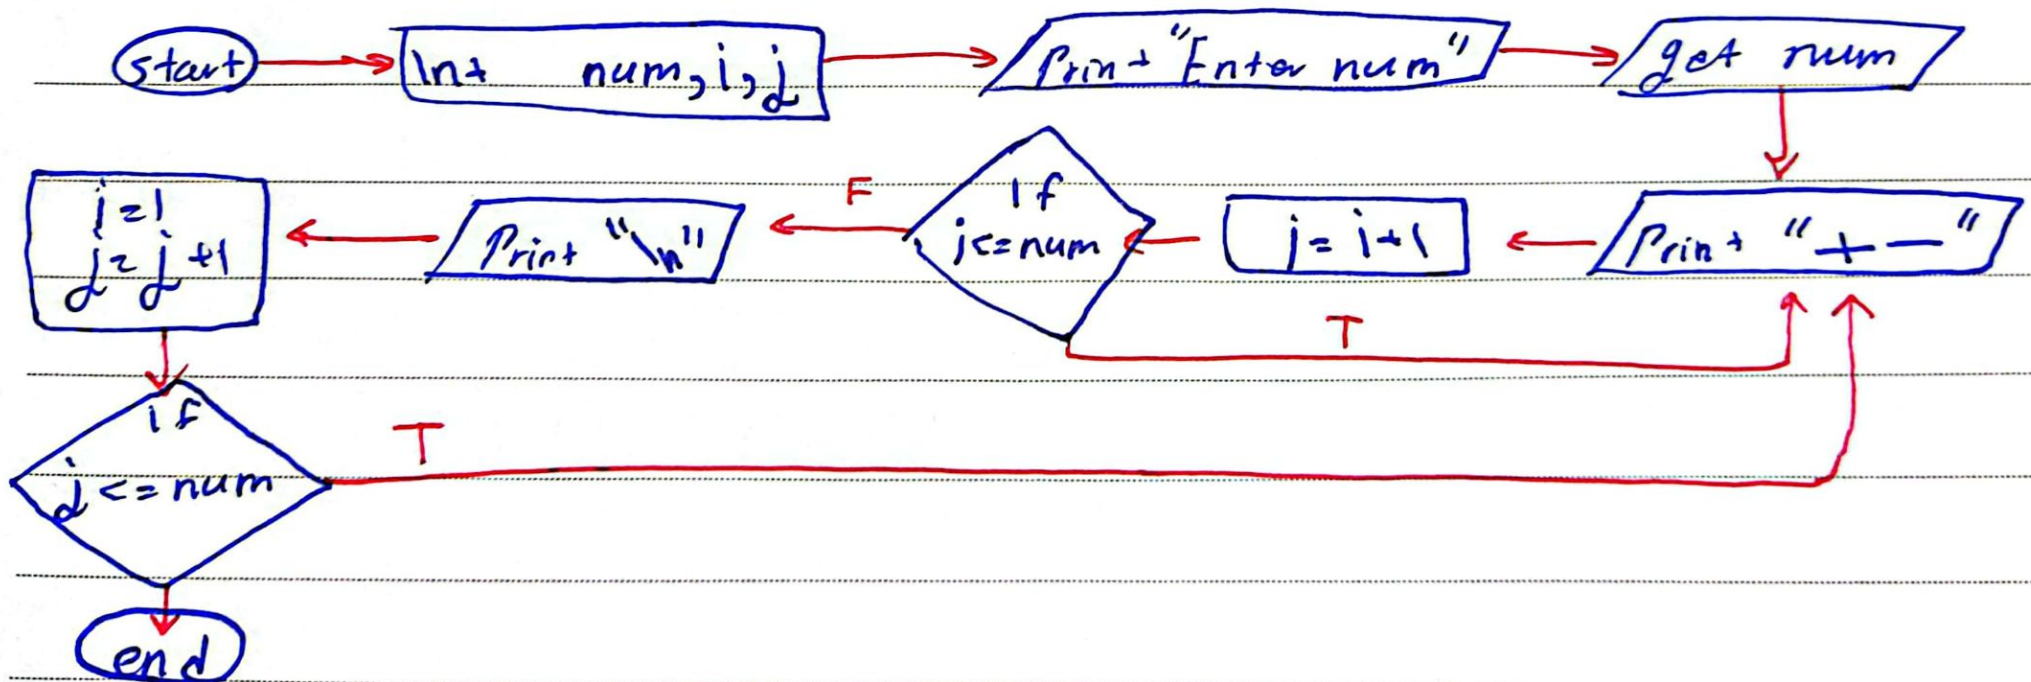 start
Int num, i, j
Print "Enter num"
get num
Print "+—"
i = i+1
if
i<=num
T
F
Print "\n"
i=1
j=j+1
if
j<=num
T
end